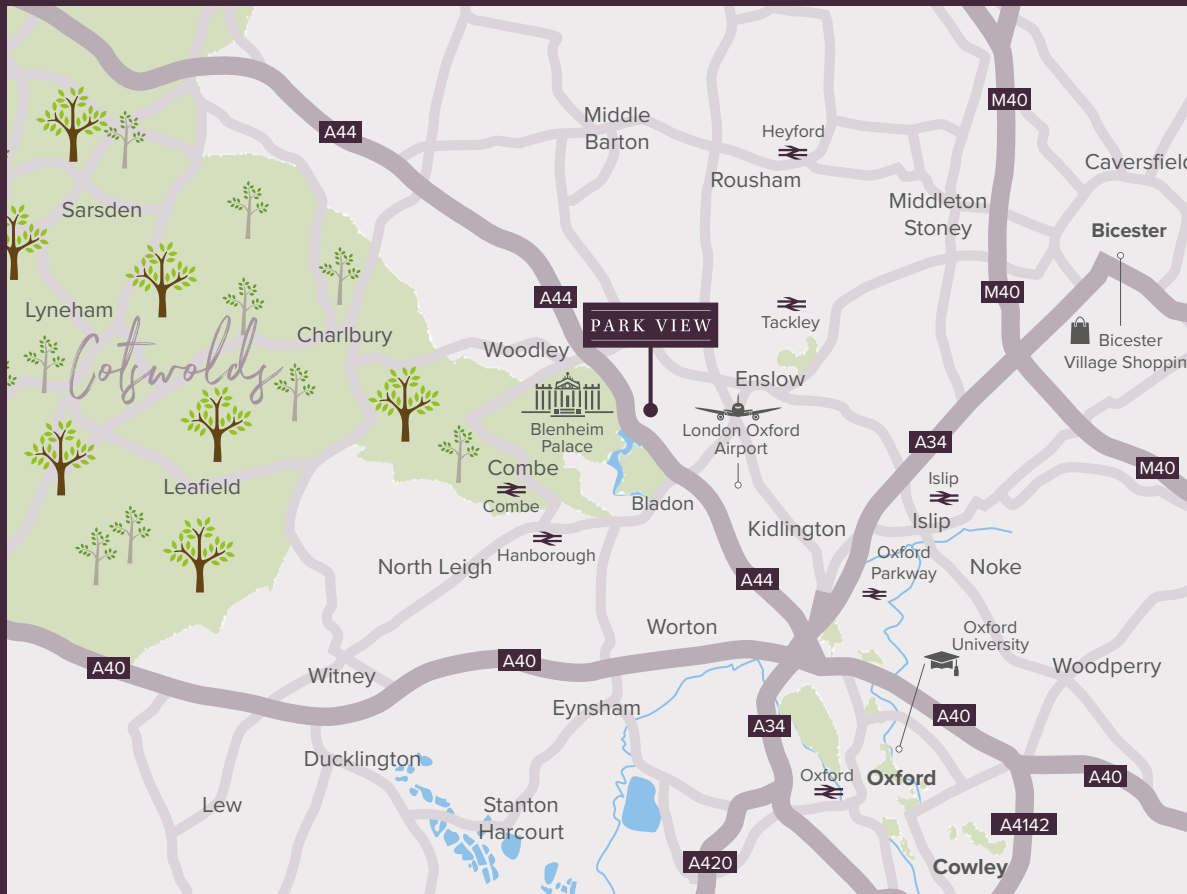 M40
A44
Middle
Barton
Heyford
Rousham
Caversfield
Sarsden
Middleton
Stoney
Bicester
A44
M40
Lyneham
PARK VIEW
Tackley
Charlbury
Cotswolds
Woodley
Bicester
Village Shoppin
Enslow
Blenheim
Palace
London Oxford
Airport
A34
M40
Combe
Combe
Leafield
Bladon
Islip
Islip
Kidlington
Hanborough
North Leigh
Oxford
Parkway
Noke
A44
Worton
Oxford
University
A40
A40
Witney
Woodperry
Eynsham
A34
A40
Ducklington
Oxford
Oxford
A40
Lew
Stanton
Harcourt
A4142
A420
Cowley